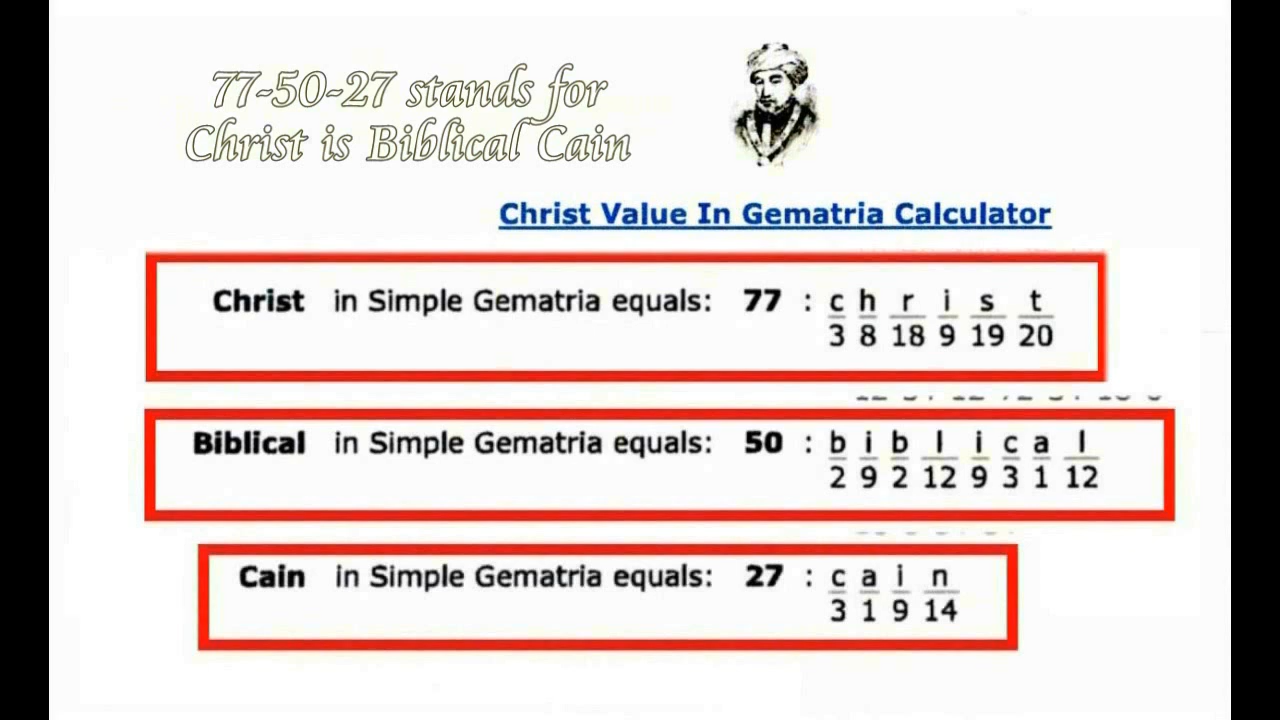 77-50-27 stands for
Christ is Biblical Cain
Christ Value In Gematria Calculator
Christ in Simple Gematria equals: 77 : c h r i s t
3 8 18 9 19 20
Biblical in Simple Gematria equals: 50 : b i b l i c a l
2 9 2 12 9 3 1 12
Cain in Simple Gematria equals: 27 : c a i n
3 1 9 14